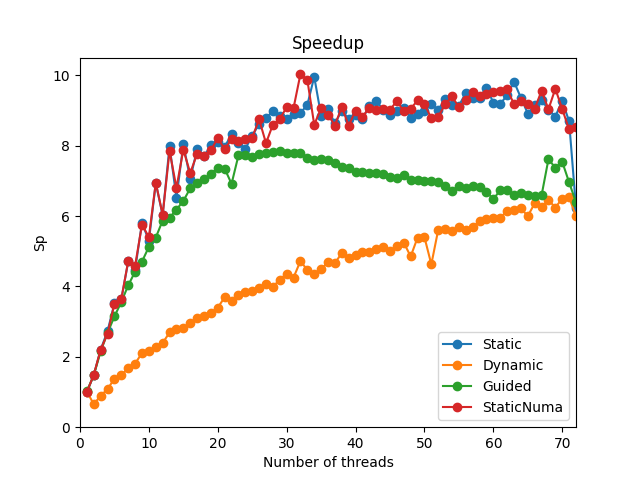 Speedup
10
8
6
4
2
0
Sp
0 10 20 30 40 50 60 70
Number of threads
Static
Dynamic
Guided
StaticNuma